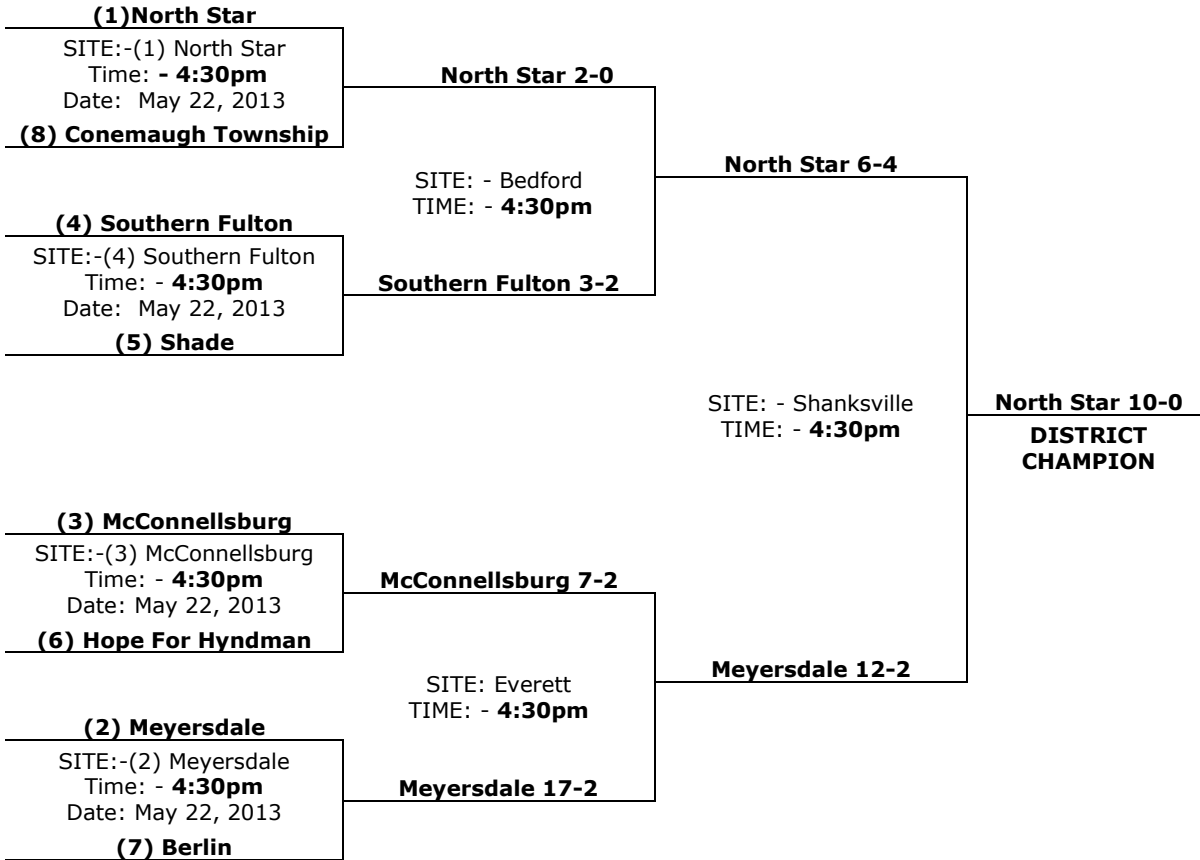 (1)North Star
SITE:-(1) North Star
Time: - 4:30pm
Date: May 22, 2013
(8) Conemaugh Township
North Star 2-0
SITE: - Bedford
TIME: - 4:30pm
North Star 6-4
(4) Southern Fulton
SITE:-(4) Southern Fulton
Time: - 4:30pm
Date: May 22, 2013
(5) Shade
Southern Fulton 3-2
SITE: - Shanksville
TIME: - 4:30pm
North Star 10-0
DISTRICT
CHAMPION
(3) McConnellsburg
SITE:-(3) McConnellsburg
Time: - 4:30pm
Date: May 22, 2013
(6) Hope For Hyndman
McConnellsburg 7-2
SITE: Everett
TIME: - 4:30pm
Meyersdale 12-2
(2) Meyersdale
SITE:-(2) Meyersdale
Time: - 4:30pm
Date: May 22, 2013
(7) Berlin
Meyersdale 17-2